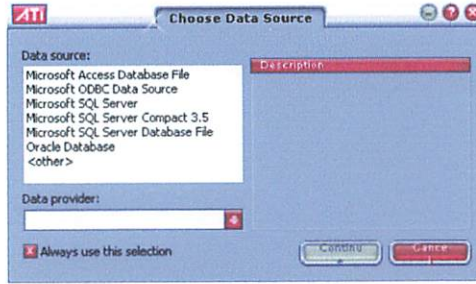 ATI
Choose Data Source
Data source:
Description
Microsoft Access Database File
Microsoft ODBC Data Source
Microsoft SQL Server
Microsoft SQL Server Compact 3.5
Microsoft SQL Server Database File
Oracle Database
<other>
Data provider:
Always use this selection
Continu
e
Cance
l